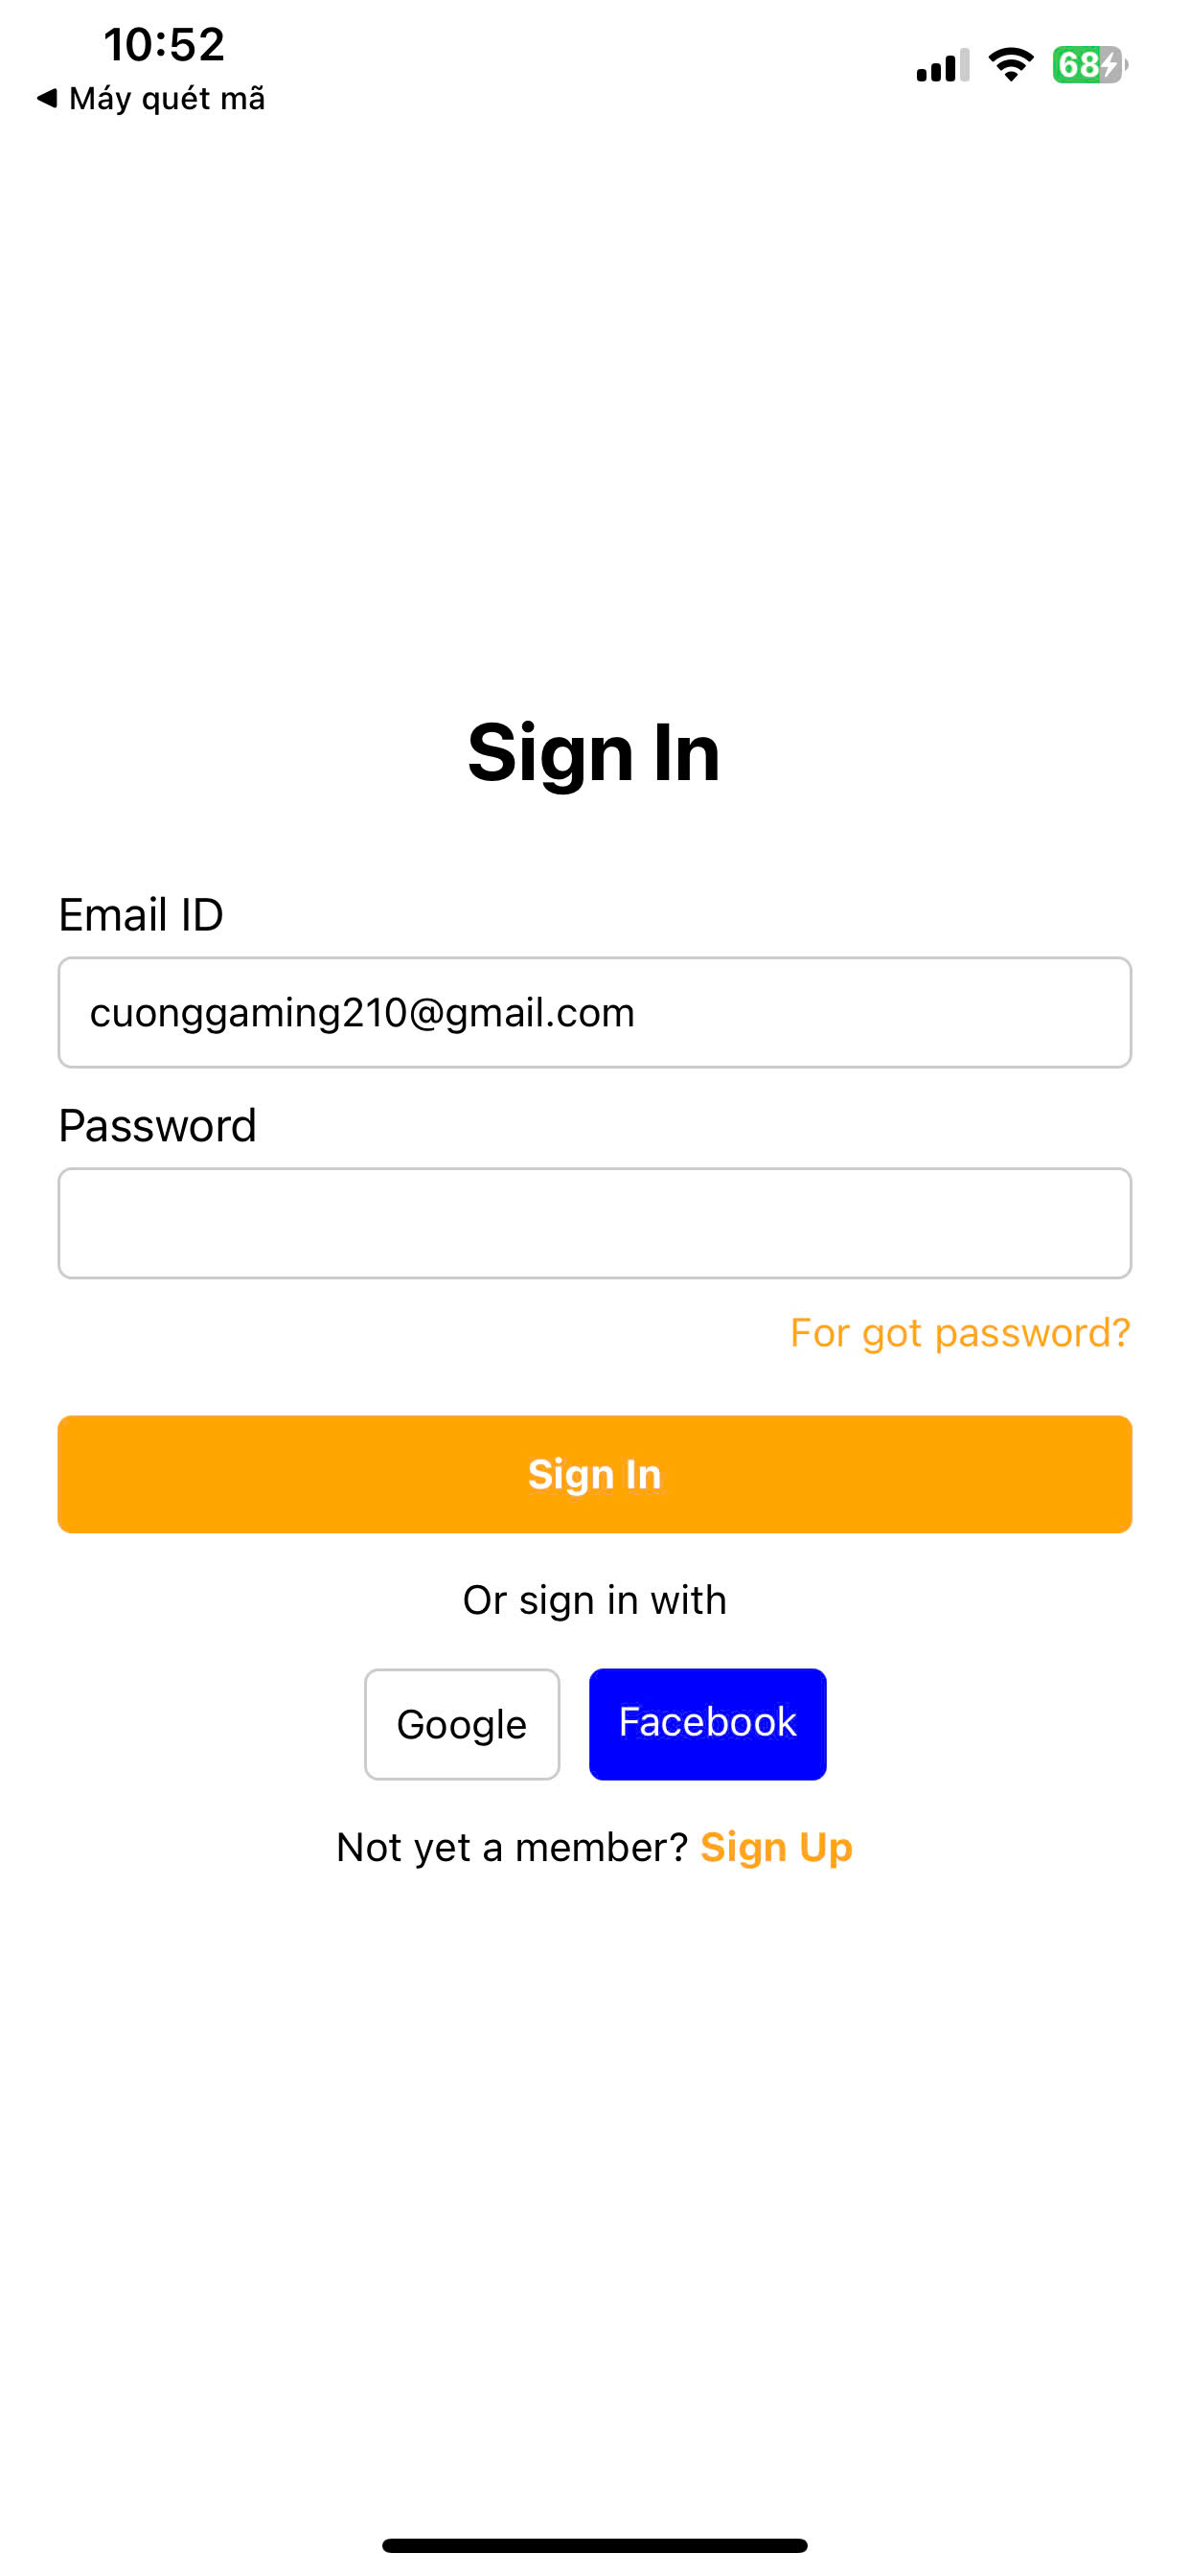 10:52
68
◀ Máy quét mã
Sign In
Email ID
cuonggaming210@gmail.com
Password
For got password?
Sign In
Or sign in with
Google
Facebook
Not yet a member? Sign Up